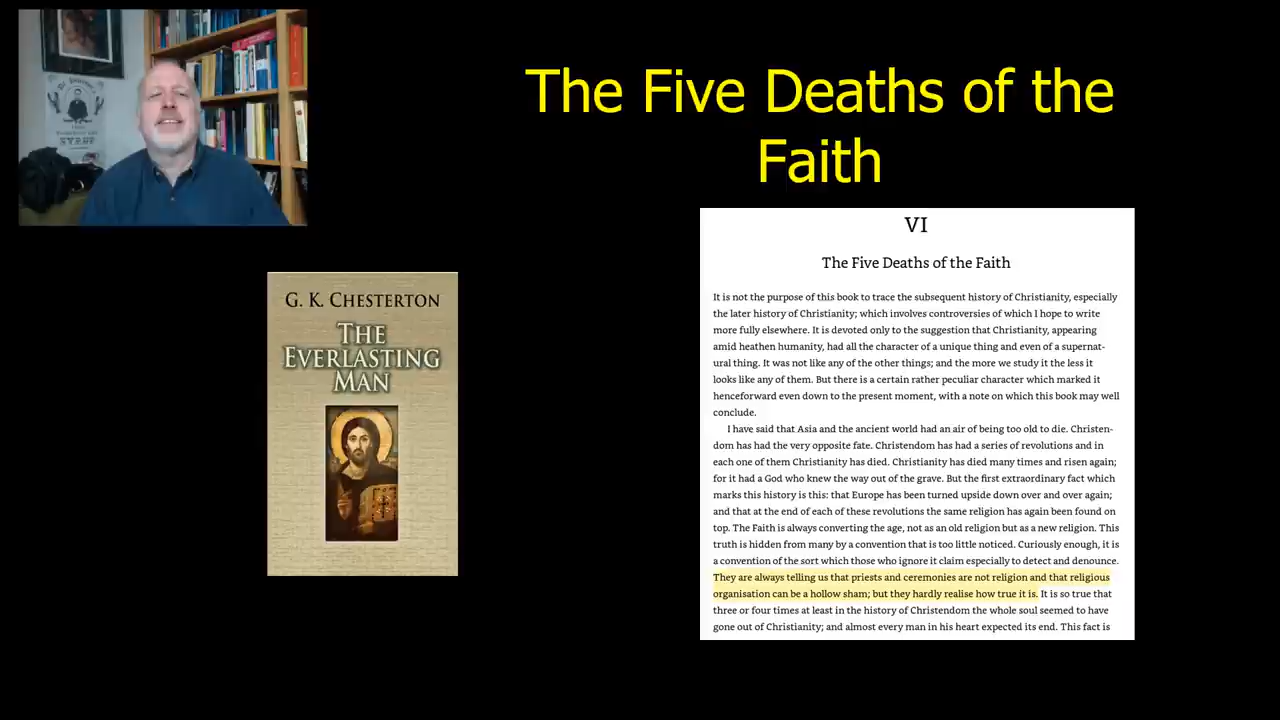 The Five Deaths of the
Faith
SYRUP
G. K. CHESTERTON
THE
EVERLASTING
MAN
VI
The Five Deaths of the Faith
It is not the purpose of this book to trace the subsequent history of Christianity, especially
the later history of Christianity; which involves controversies of which I hope to write
more fully elsewhere. It is devoted only to the suggestion that Christianity, appearing
amid heathen humanity, had all the character of a unique thing and even of a supernat-
ural thing. It was not like any of the other things; and the more we study it the less it
looks like any of them. But there is a certain rather peculiar character which marked it
henceforward even down to the present moment, with a note on which this book may well
conclude.
I have said that Asia and the ancient world had an air of being too old to die. Christen-
dom has had the very opposite fate. Christendom has had a series of revolutions and in
each one of them Christianity has died. Christianity has died many times and risen again;
for it had a God who knew the way out of the grave. But the first extraordinary fact which
marks this history is this: that Europe has been turned upside down over and over again;
and that at the end of each of these revolutions the same religion has again been found on
top. The Faith is always converting the age, not as an old religion but as a new religion. This
truth is hidden from many by a convention that is too little noticed. Curiously enough, it is
a convention of the sort which those who ignore it claim especially to detect and denounce.
They are always telling us that priests and ceremonies are not religion and that religious
organisation can be a hollow sham; but they hardly realise how true it is. It is so true that
three or four times at least in the history of Christendom the whole soul seemed to have
gone out of Christianity; and almost every man in his heart expected its end. This fact is